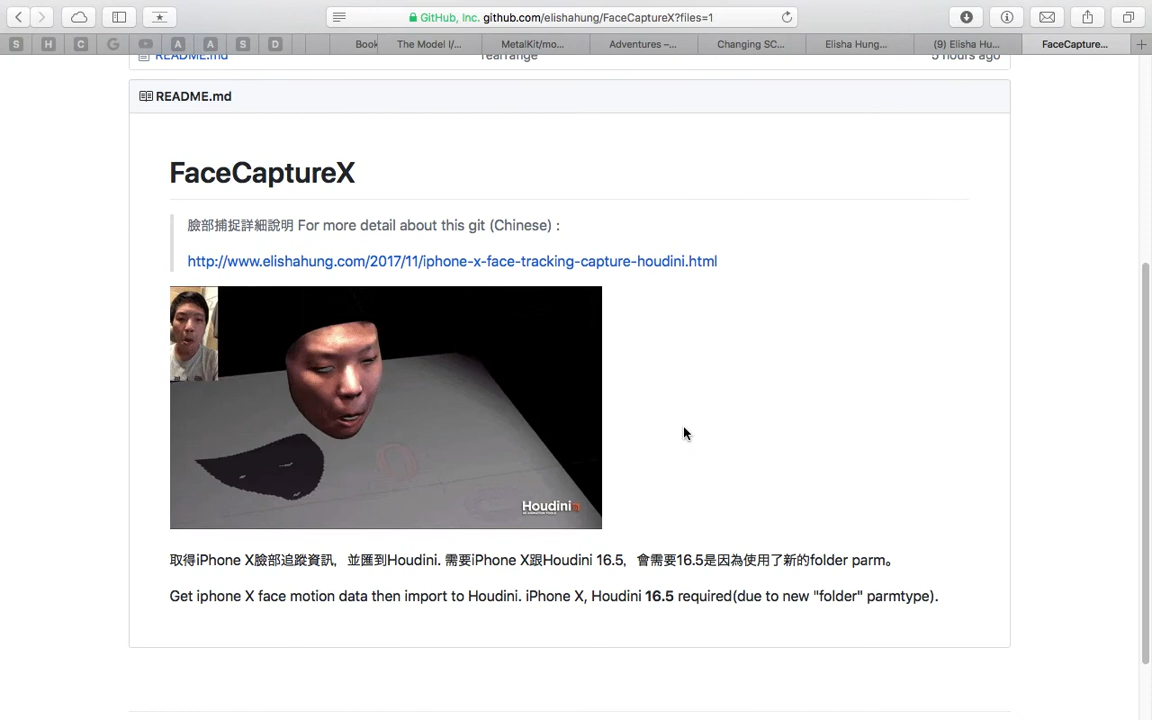 GitHub, Inc. github.com/elishahung/FaceCaptureX?files=1
S H C G A A S D Book The Model I/... MetalKit/mo... Adventures –... Changing SC... Elisha Hung... (9) Elisha Hu... FaceCapture...
README.md rearrange 5 hours ago
README.md
FaceCaptureX
臉部捕捉詳細說明 For more detail about this git (Chinese) :
http://www.elishahung.com/2017/11/iphone-x-face-tracking-capture-houdini.html
Houdini
取得iPhone X臉部追蹤資訊，並匯到Houdini. 需要iPhone X跟Houdini 16.5，會需要16.5是因為使用了新的folder parm。
Get iphone X face motion data then import to Houdini. iPhone X, Houdini 16.5 required(due to new "folder" parmtype).